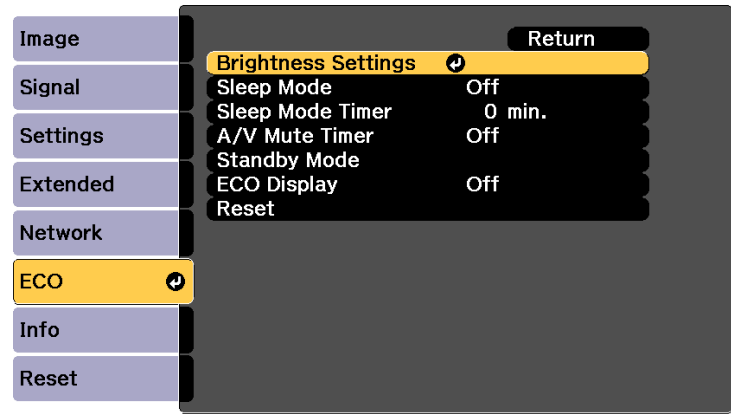 Image
Signal
Settings
Extended
Network
ECO
Info
Reset
Return
Brightness Settings
Sleep Mode Off
Sleep Mode Timer 0 min.
A/V Mute Timer Off
Standby Mode
ECO Display Off
Reset